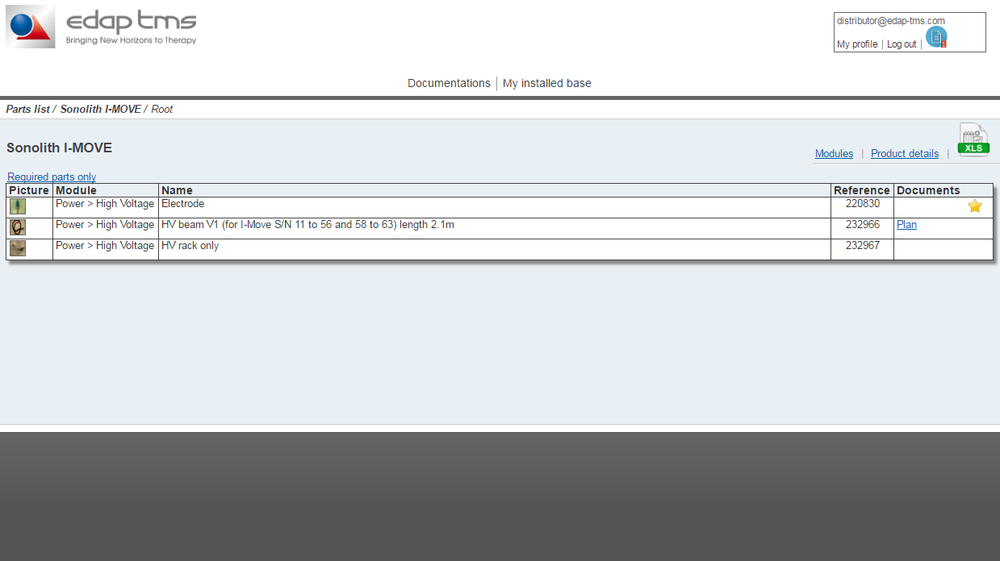 edap tms
Bringing New Horizons to Therapy
distributor@edap-tms.com
My profile | Log out | 1
Documentations | My installed base
Parts list / Sonolith I-MOVE / Root
Sonolith I-MOVE
Modules | Product details | XLS
Required parts only
Picture Module Name Reference Documents
Power > High Voltage Electrode 220830
Power > High Voltage HV beam V1 (for I-Move S/N 11 to 56 and 58 to 63) length 2.1m 232966 Plan
Power > High Voltage HV rack only 232967